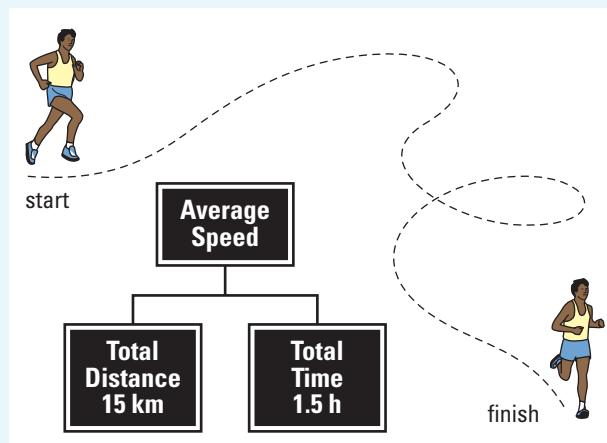 start
Average
Speed
Total
Distance
15 km
Total
Time
1.5 h
finish